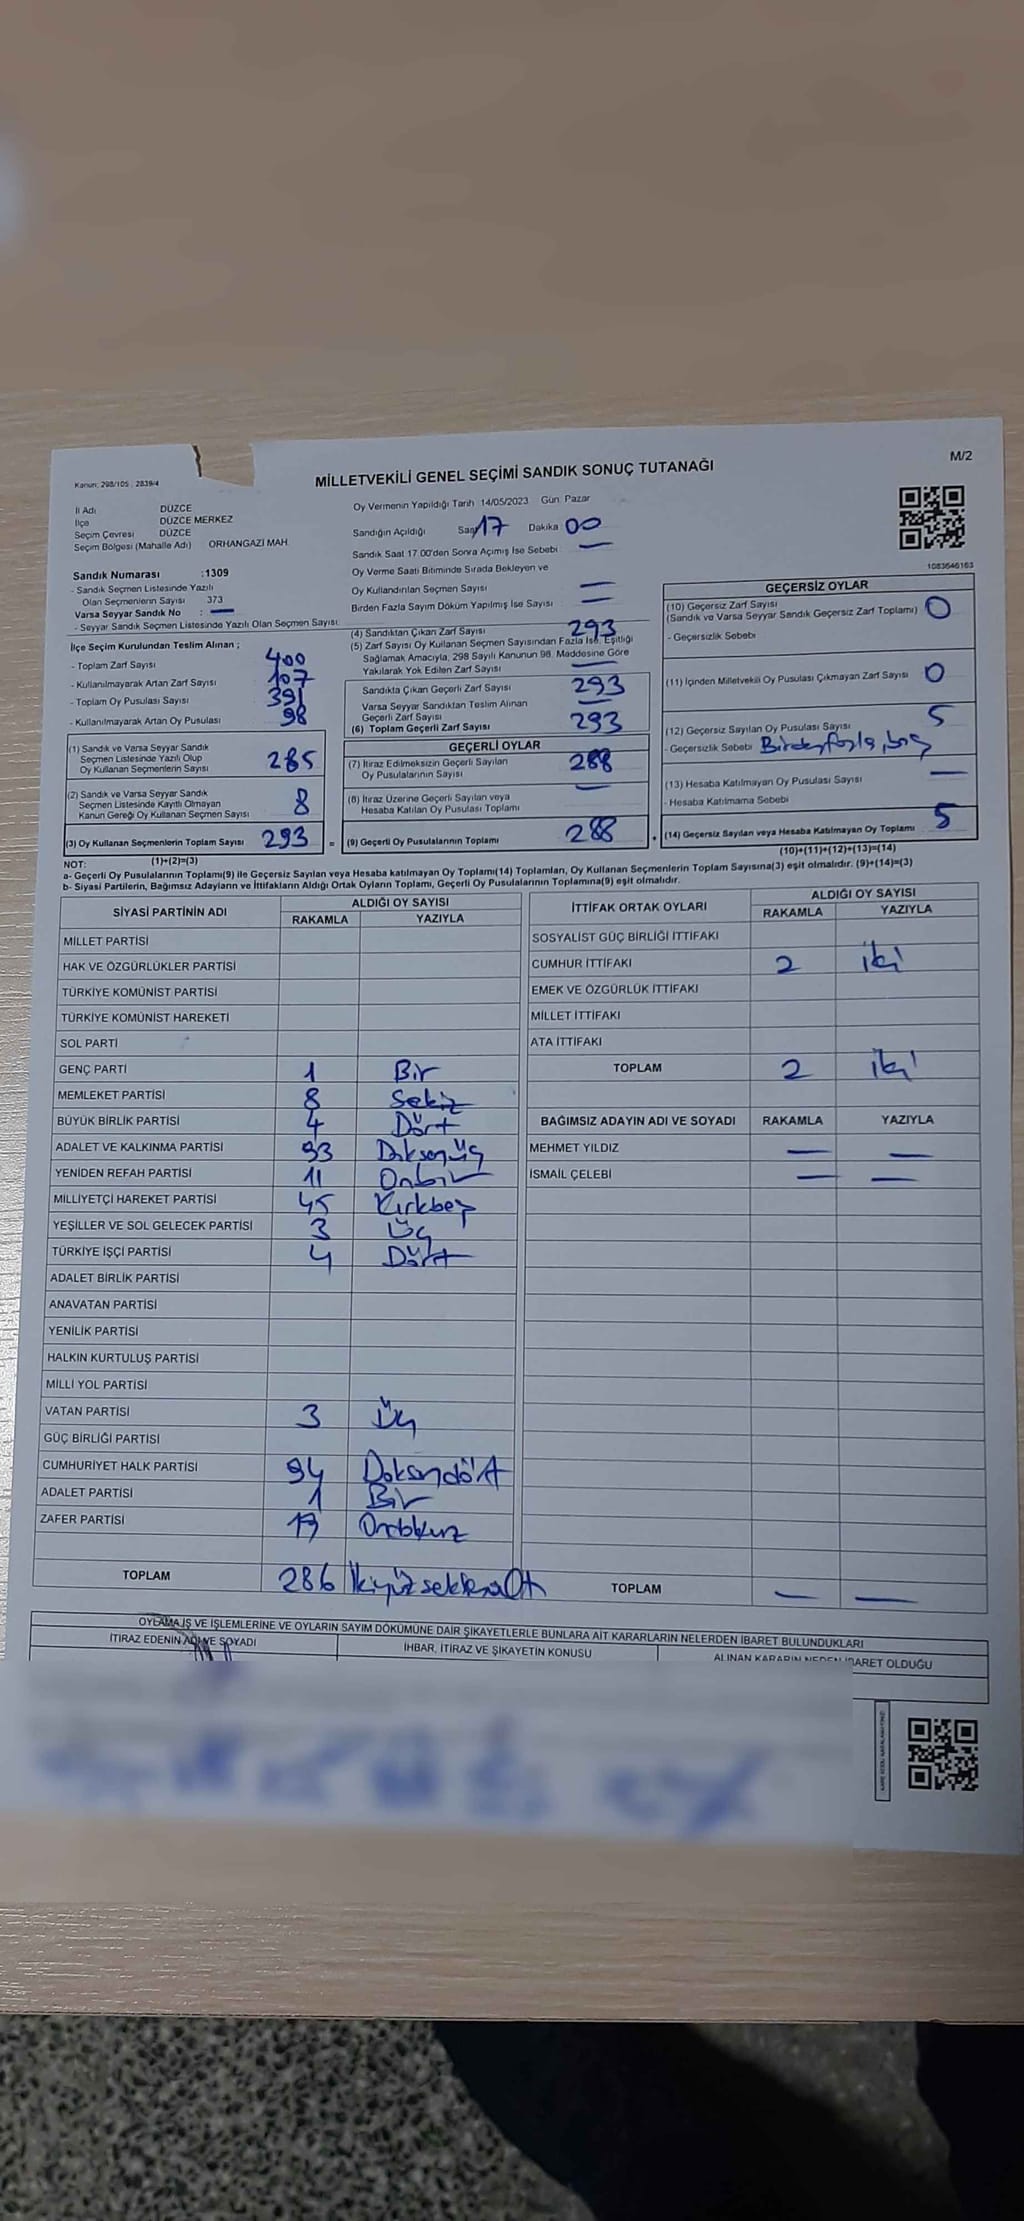 M/2
Kanun: 298/105 , 2839/4
MİLLETVEKİLİ GENEL SEÇİMİ SANDIK SONUÇ TUTANAĞI
İl Adı DÜZCE
İlçe DÜZCE MERKEZ
Seçim Çevresi DÜZCE
Seçim Bölgesi (Mahalle Adı) ORHANGAZİ MAH.
Sandık Numarası :1309
- Sandık Seçmen Listesinde Yazılı
Olan Seçmenlerin Sayısı 373
Varsa Seyyar Sandık No : —
- Seyyar Sandık Seçmen Listesinde Yazılı Olan Seçmen Sayısı:
Oy Vermenin Yapıldığı Tarih 14/05/2023 Gün: Pazar
Sandığın Açıldığı Saat 17 Dakika 00
Sandık Saat 17.00'den Sonra Açımış İse Sebebi: —
Oy Verme Saati Bitiminde Sırada Bekleyen ve
Oy Kullandırılan Seçmen Sayısı —
Birden Fazla Sayım Döküm Yapılmış İse Sayısı —
1083646163
İlçe Seçim Kurulundan Teslim Alınan ;
- Toplam Zarf Sayısı 400
- Kullanılmayarak Artan Zarf Sayısı 107
- Toplam Oy Pusulası Sayısı 391
- Kullanılmayarak Artan Oy Pusulası 98
(1) Sandık ve Varsa Seyyar Sandık
Seçmen Listesinde Yazılı Olup
Oy Kullanan Seçmenlerin Sayısı 285
(2) Sandık ve Varsa Seyyar Sandık
Seçmen Listesinde Kayıtlı Olmayan
Kanun Gereği Oy Kullanan Seçmen Sayısı 8
(3) Oy Kullanan Seçmenlerin Toplam Sayısı 293 =
(1)+(2)=(3)
(4) Sandıktan Çıkan Zarf Sayısı 293
(5) Zarf Sayısı Oy Kullanan Seçmen Sayısından Fazla İse, Eşitliği
Sağlamak Amacıyla, 298 Sayılı Kanunun 98. Maddesine Göre
Yakılarak Yok Edilen Zarf Sayısı —
Sandıkta Çıkan Geçerli Zarf Sayısı 293
Varsa Seyyar Sandıktan Teslim Alınan
Geçerli Zarf Sayısı —
(6) Toplam Geçerli Zarf Sayısı 293
GEÇERLİ OYLAR
(7) İtiraz Edilmeksizin Geçerli Sayılan
Oy Pusulalarının Sayısı 288
(8) İtiraz Üzerine Geçerli Sayılan veya
Hesaba Katılan Oy Pusulası Toplamı —
(9) Geçerli Oy Pusulalarının Toplamı 288 +
GEÇERSİZ OYLAR
(10) Geçersiz Zarf Sayısı
(Sandık ve Varsa Seyyar Sandık Geçersiz Zarf Toplamı) 0
- Geçersizlik Sebebi
(11) İçinden Milletvekili Oy Pusulası Çıkmayan Zarf Sayısı 0
(12) Geçersiz Sayılan Oy Pusulası Sayısı 5
- Geçersizlik Sebebi Birden fazla
(13) Hesaba Katılmayan Oy Pusulası Sayısı —
- Hesaba Katılmama Sebebi
(14) Geçersiz Sayılan veya Hesaba Katılmayan Oy Toplamı 5
(10)+(11)+(12)+(13)=(14)
NOT:
a- Geçerli Oy Pusulalarının Toplamı(9) ile Geçersiz Sayılan veya Hesaba katılmayan Oy Toplamı(14) Toplamları, Oy Kullanan Seçmenlerin Toplam Sayısına(3) eşit olmalıdır. (9)+(14)=(3)
b- Siyasi Partilerin, Bağımsız Adayların ve İttifakların Aldığı Ortak Oyların Toplamı, Geçerli Oy Pusulalarının Toplamına(9) eşit olmalıdır.
SİYASİ PARTİNİN ADI ALDIĞI OY SAYISI
RAKAMLA YAZIYLA
MİLLET PARTİSİ
HAK VE ÖZGÜRLÜKLER PARTİSİ
TÜRKİYE KOMÜNİST PARTİSİ
TÜRKİYE KOMÜNİST HAREKETİ
SOL PARTİ
GENÇ PARTİ 1 Bir
MEMLEKET PARTİSİ 8 Sekiz
BÜYÜK BİRLİK PARTİSİ 4 Dört
ADALET VE KALKINMA PARTİSİ 93 Doksanüç
YENİDEN REFAH PARTİSİ 11 Onbir
MİLLİYETÇİ HAREKET PARTİSİ 45 Kırkbeş
YEŞİLLER VE SOL GELECEK PARTİSİ 3 Üç
TÜRKİYE İŞÇİ PARTİSİ 4 Dört
ADALET BİRLİK PARTİSİ
ANAVATAN PARTİSİ
YENİLİK PARTİSİ
HALKIN KURTULUŞ PARTİSİ
MİLLİ YOL PARTİSİ
VATAN PARTİSİ 3 Üç
GÜÇ BİRLİĞİ PARTİSİ
CUMHURİYET HALK PARTİSİ 94 Doksandört
ADALET PARTİSİ 1 Bir
ZAFER PARTİSİ 19 Ondokuz
TOPLAM 286 İkiyüz seksenaltı
İTTİFAK ORTAK OYLARI ALDIĞI OY SAYISI
RAKAMLA YAZIYLA
SOSYALİST GÜÇ BİRLİĞİ İTTİFAKI
CUMHUR İTTİFAKI 2 iki
EMEK VE ÖZGÜRLÜK İTTİFAKI
MİLLET İTTİFAKI
ATA İTTİFAKI
TOPLAM 2 iki
BAĞIMSIZ ADAYIN ADI VE SOYADI RAKAMLA YAZIYLA
MEHMET YILDIZ — —
İSMAİL ÇELEBİ — —
TOPLAM — —
OYLAMA İŞ VE İŞLEMLERİNE VE OYLARIN SAYIM DÖKÜMÜNE DAİR ŞİKAYETLERLE BUNLARA AİT KARARLARIN NELERDEN İBARET BULUNDUKLARI
İTİRAZ EDENİN ADI VE SOYADI İHBAR, İTİRAZ VE ŞİKAYETİN KONUSU ALINAN KARARIN NEDEN İBARET OLDUĞU